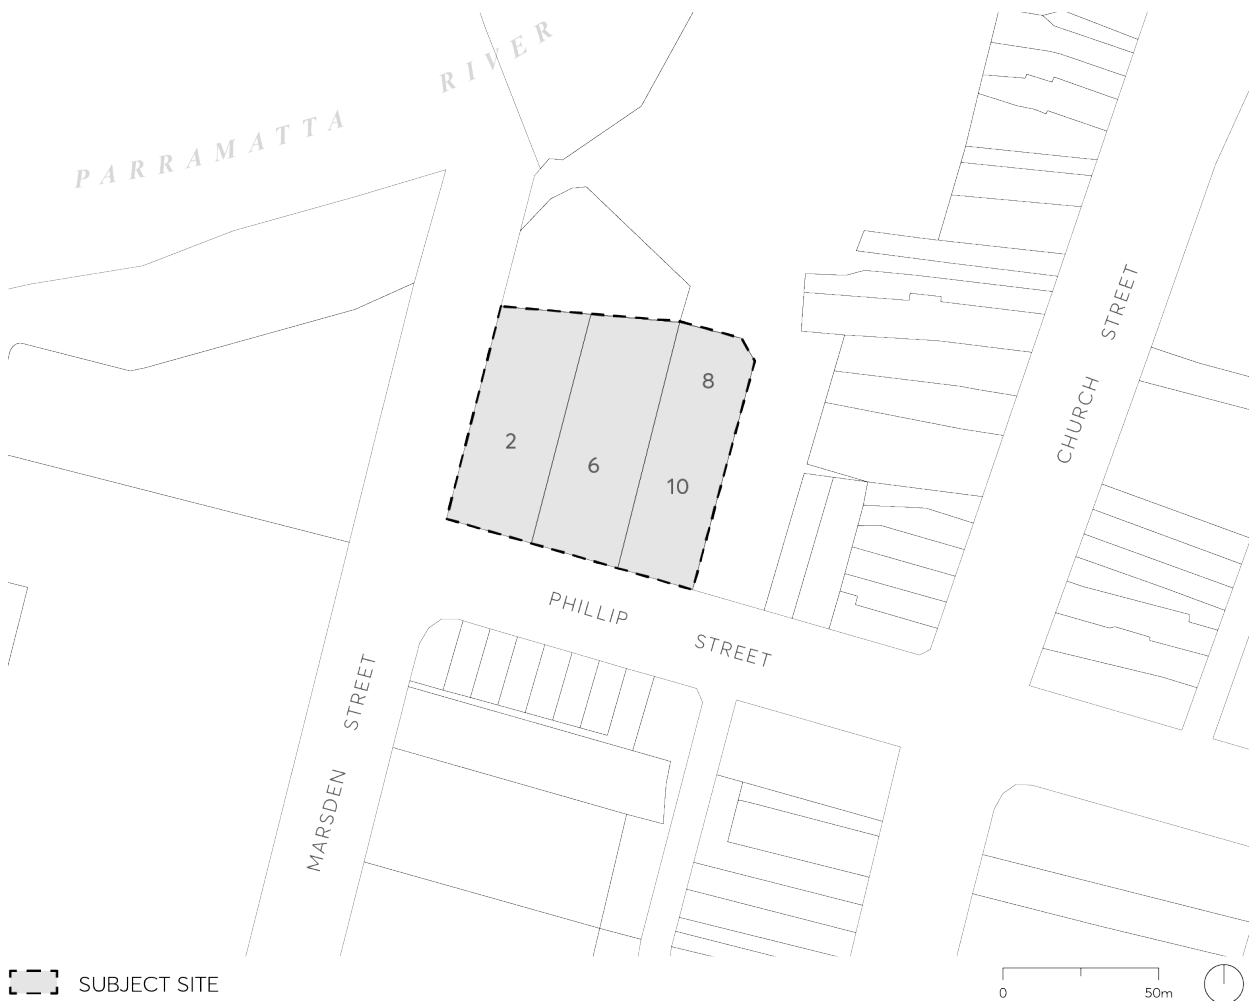 PARRAMATTA RIVER
8
2
6
10
CHURCH STREET
PHILLIP STREET
MARSDEN STREET
SUBJECT SITE
0 50m